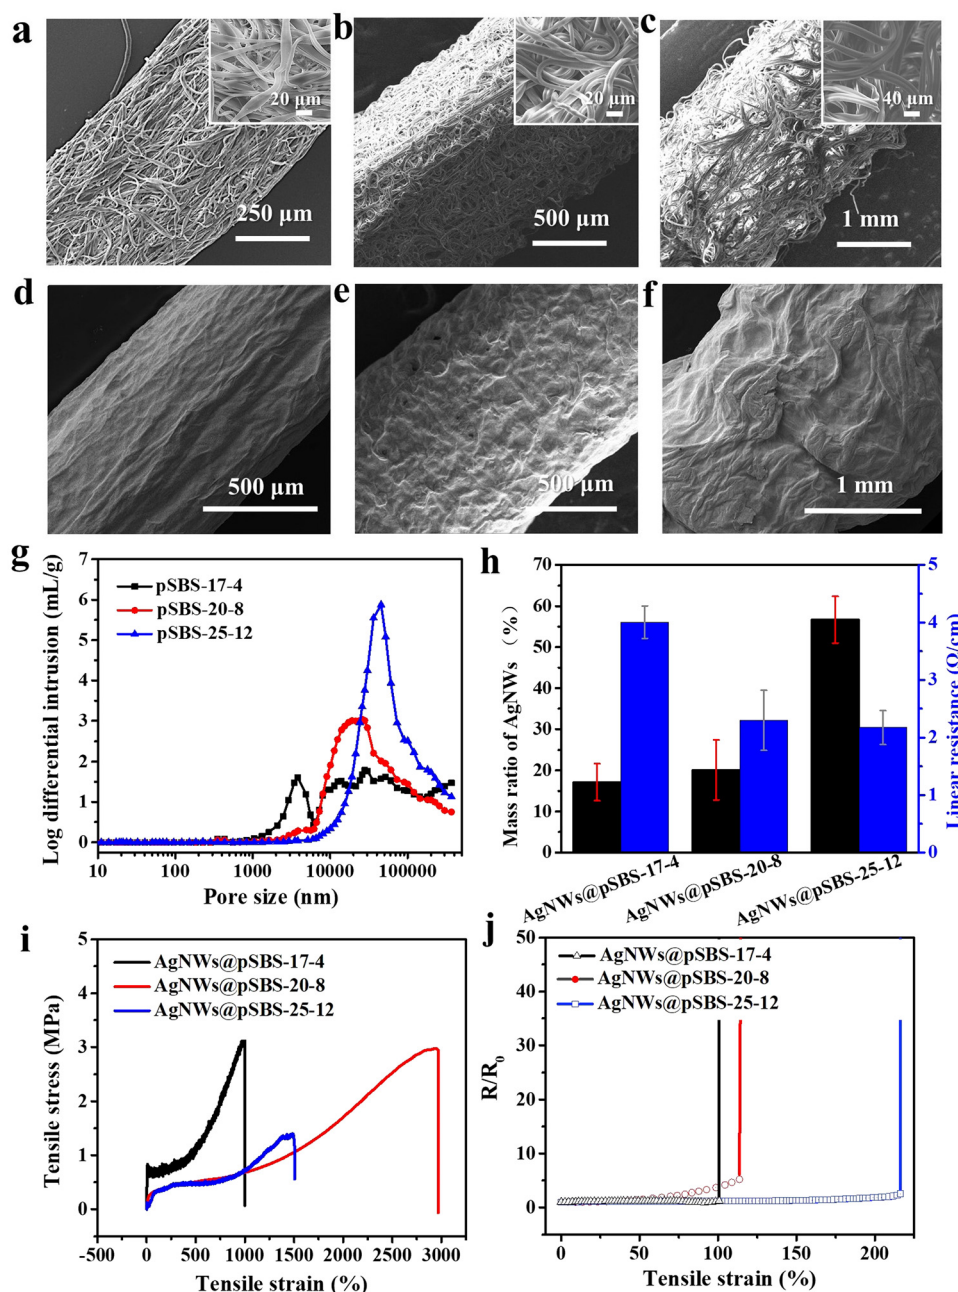 a
20 μm
250 μm
b
20 μm
500 μm
c
40 μm
1 mm
d
500 μm
e
500 μm
f
1 mm
g
Log differential intrusion (mL/g)
7
6
5
4
3
2
1
0
pSBS-17-4
pSBS-20-8
pSBS-25-12
10 100 1000 10000 100000
Pore size (nm)
h
Mass ratio of AgNWs (%)
70
60
50
40
30
20
10
0
5
4
3
2
1
0
Linear resistance (Ω/cm)
AgNWs@pSBS-17-4
AgNWs@pSBS-20-8
AgNWs@pSBS-25-12
i
Tensile stress (MPa)
5
4
3
2
1
0
AgNWs@pSBS-17-4
AgNWs@pSBS-20-8
AgNWs@pSBS-25-12
-500 0 500 1000 1500 2000 2500 3000
Tensile strain (%)
j
R/R0
50
40
30
20
10
0
AgNWs@pSBS-17-4
AgNWs@pSBS-20-8
AgNWs@pSBS-25-12
0 50 100 150 200
Tensile strain (%)